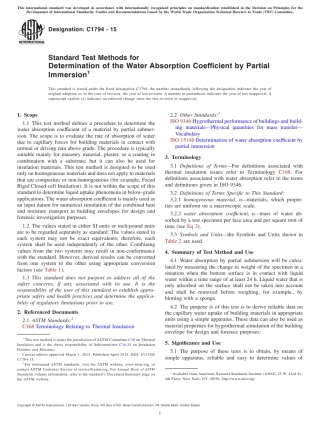 This international standard was developed in accordance with internationally recognized principles on standardization established in the Decision on Principles for the
Development of International Standards, Guides and Recommendations issued by the World Trade Organization Technical Barriers to Trade (TBT) Committee.
Designation: C1794 − 15
Standard Test Methods for
Determination of the Water Absorption Coefficient by Partial
Immersion1
This standard is issued under the fixed designation C1794; the number immediately following the designation indicates the year of
original adoption or, in the case of revision, the year of last revision. A number in parentheses indicates the year of last reapproval. A
superscript epsilon (ε) indicates an editorial change since the last revision or reapproval.
1. Scope
1.1 This test method defines a procedure to determine the
water absorption coefficient of a material by partial immer-
sion. The scope is to evaluate the rate of absorption of water
due to capillary forces for building materials in contact with
normal or driving rain above grade. The procedure is typically
suitable mainly for masonry material, plaster, or a coating in
combination with a substrate; but it can also be used for
insulation materials. This test method is designed to be used
only on homogeneous materials and does not apply to materials
that are composites or non-homogeneous (for example, Faced
Rigid Closed-cell Insulation). It is not within the scope of this
standard to determine liquid uptake phenomena in below-grade
applications. The water absorption coefficient is mainly used as
an input datum for numerical simulation of the combined heat
and moisture transport in building envelopes for design and
forensic investigation purposes.
1.2 The values stated in either SI units or inch-pound units
are to be regarded separately as standard. The values stated in
each system may not be exact equivalents; therefore, each
system shall be used independently of the other. Combining
values from the two systems may result in non-conformance
with the standard. However, derived results can be converted
from one system to the other using appropriate conversion
factors (see Table 1).
1.3 This standard does not purport to address all of the
safety concerns, if any, associated with its use. It is the
responsibility of the user of this standard to establish appro-
priate safety and health practices and determine the applica-
bility of regulatory limitations prior to use.
2. Referenced Documents
2.1 ASTM Standards:2
C168 Terminology Relating to Thermal Insulation
1 This test method is under the jurisdiction of ASTM Committee C16 on Thermal
Insulation and is the direct responsibility of Subcommittee C16.33 on Insulation
Finishes and Moisture.
Current edition approved March 1, 2015. Published April 2015. DOI: 10.1520/
C1794-15.
2 For referenced ASTM standards, visit the ASTM website, www.astm.org, or
contact ASTM Customer Service at service@astm.org. For Annual Book of ASTM
Standards volume information, refer to the standard's Document Summary page on
the ASTM website.
2.2 Other Standards:3
ISO 9346 Hygrothermal performance of buildings and build-
ing materials—Physical quantities for mass transfer—
Vocabulary
ISO 15148 Determination of water absorption coefficient by
partial immersion
3. Terminology
3.1 Definitions of Terms—For definitions associated with
thermal insulation issues refer to Terminology C168. For
definitions associated with water absorption refer to the terms
and definitions given in ISO 9346.
3.2 Definitions of Terms Specific to This Standard:
3.2.1 homogeneous material, n—materials, which proper-
ties are uniform on a macroscopic scale.
3.2.2 water absorption coefficient,—mass of water ab-
sorbed by a test specimen per face area and per square root of
time (see Eq 2).
3.3 Symbols and Units—the Symbols and Units shown in
Table 2 are used.
4. Summary of Test Method and Use
4.1 Water absorption by partial submersion will be calcu-
lated by measuring the change in weight of the specimen in a
situation when the bottom surface is in contact with liquid
water within a time range of at least 24 h. Liquid water that is
only adsorbed on the surface shall not be taken into account
and shall be removed before weighing, for example, by
blotting with a sponge.
4.2 The purpose of this test is to derive reliable data on
the capillary water uptake of building materials in appropriate
units using a simple apparatus. These data can also be used as
material properties for hygrothermal simulation of the building
envelope for design and forensic purposes.
5. Significance and Use
5.1 The purpose of these tests is to obtain, by means of
simple apparatus, reliable and easy to determine values of
3 Available from American National Standards Institute (ANSI), 25 W. 43rd St.,
4th Floor, New York, NY 10036, http://www.ansi.org.
Copyright © ASTM International, 100 Barr Harbor Drive, PO Box C700, West Conshohocken, PA 19428-2959. United States
1